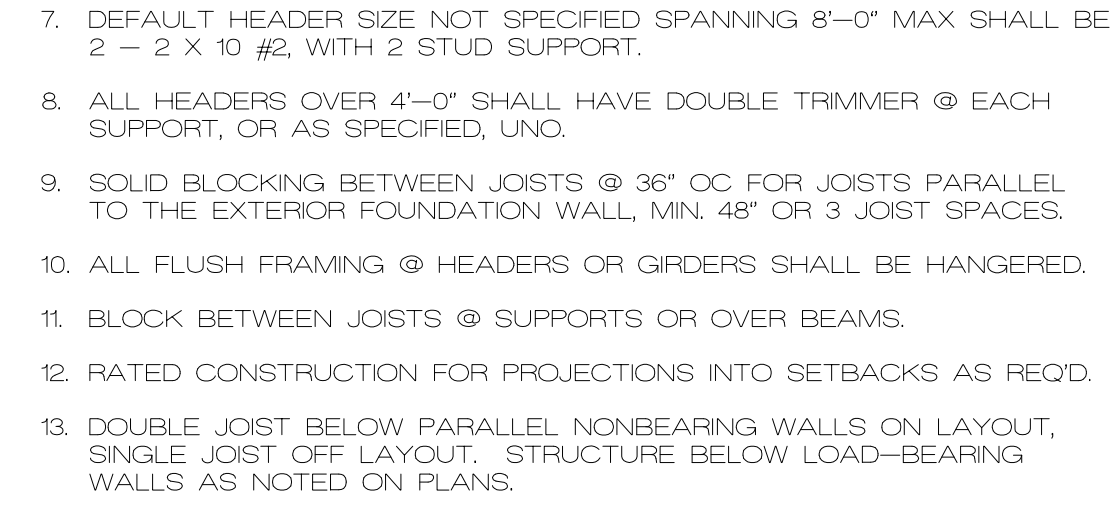 7. DEFAULT HEADER SIZE NOT SPECIFIED SPANNING 8'-0" MAX SHALL BE
2 - 2 X 10 #2, WITH 2 STUD SUPPORT.
8. ALL HEADERS OVER 4'-0" SHALL HAVE DOUBLE TRIMMER @ EACH
SUPPORT, OR AS SPECIFIED, UNO.
9. SOLID BLOCKING BETWEEN JOISTS @ 36" OC FOR JOISTS PARALLEL
TO THE EXTERIOR FOUNDATION WALL, MIN. 48" OR 3 JOIST SPACES.
10. ALL FLUSH FRAMING @ HEADERS OR GIRDERS SHALL BE HANGERED.
11. BLOCK BETWEEN JOISTS @ SUPPORTS OR OVER BEAMS.
12. RATED CONSTRUCTION FOR PROJECTIONS INTO SETBACKS AS REQ'D.
13. DOUBLE JOIST BELOW PARALLEL NONBEARING WALLS ON LAYOUT,
SINGLE JOIST OFF LAYOUT. STRUCTURE BELOW LOAD-BEARING
WALLS AS NOTED ON PLANS.